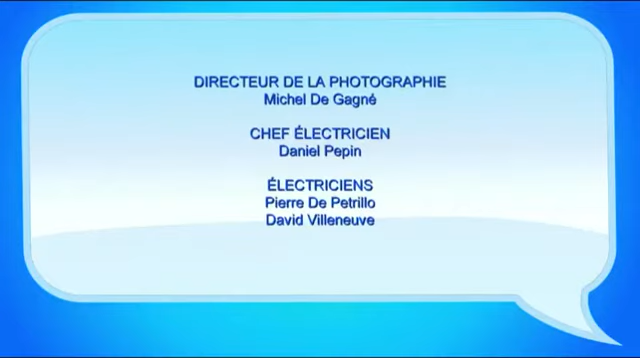 DIRECTEUR DE LA PHOTOGRAPHIE
Michel De Gagné
CHEF ÉLECTRICIEN
Daniel Pepin
ÉLECTRICIENS
Pierre De Petrillo
David Villeneuve